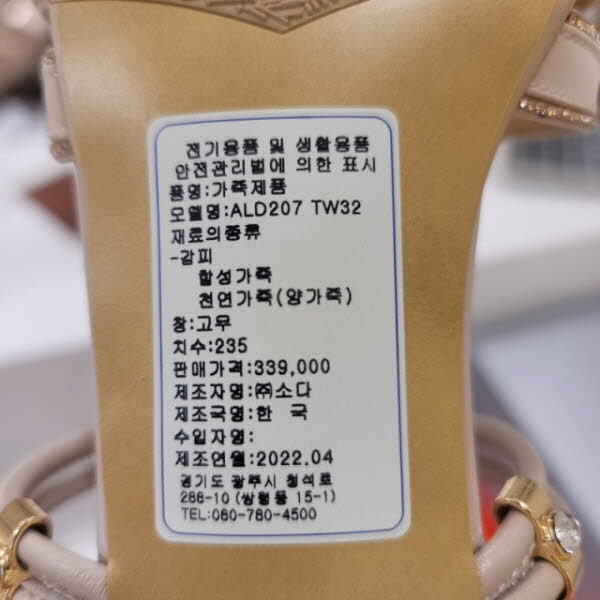 전기용품 및 생활용품
안전관리법에 의한 표시
품명:가죽제품
모델명:ALD207 TW32
재료의종류
-갑피
합성가죽
천연가죽(양가죽)
창:고무
치수:235
판매가격:339,000
제조자명:㈜소다
제조국명:한 국
수입자명:
제조연월:2022.04
경기도 광주시 청석로
268-10 (쌍령동 15-1)
TEL:080-780-4500